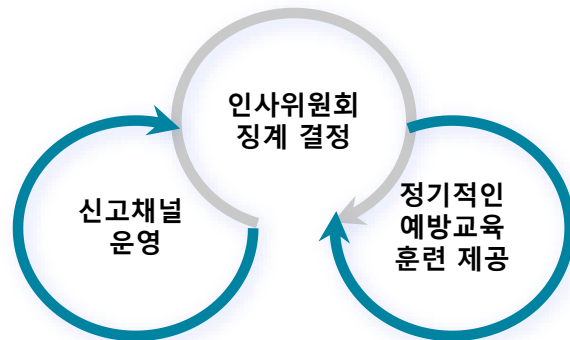 신고채널
운영
인사위원회
징계 결정
정기적인
예방교육
훈련 제공